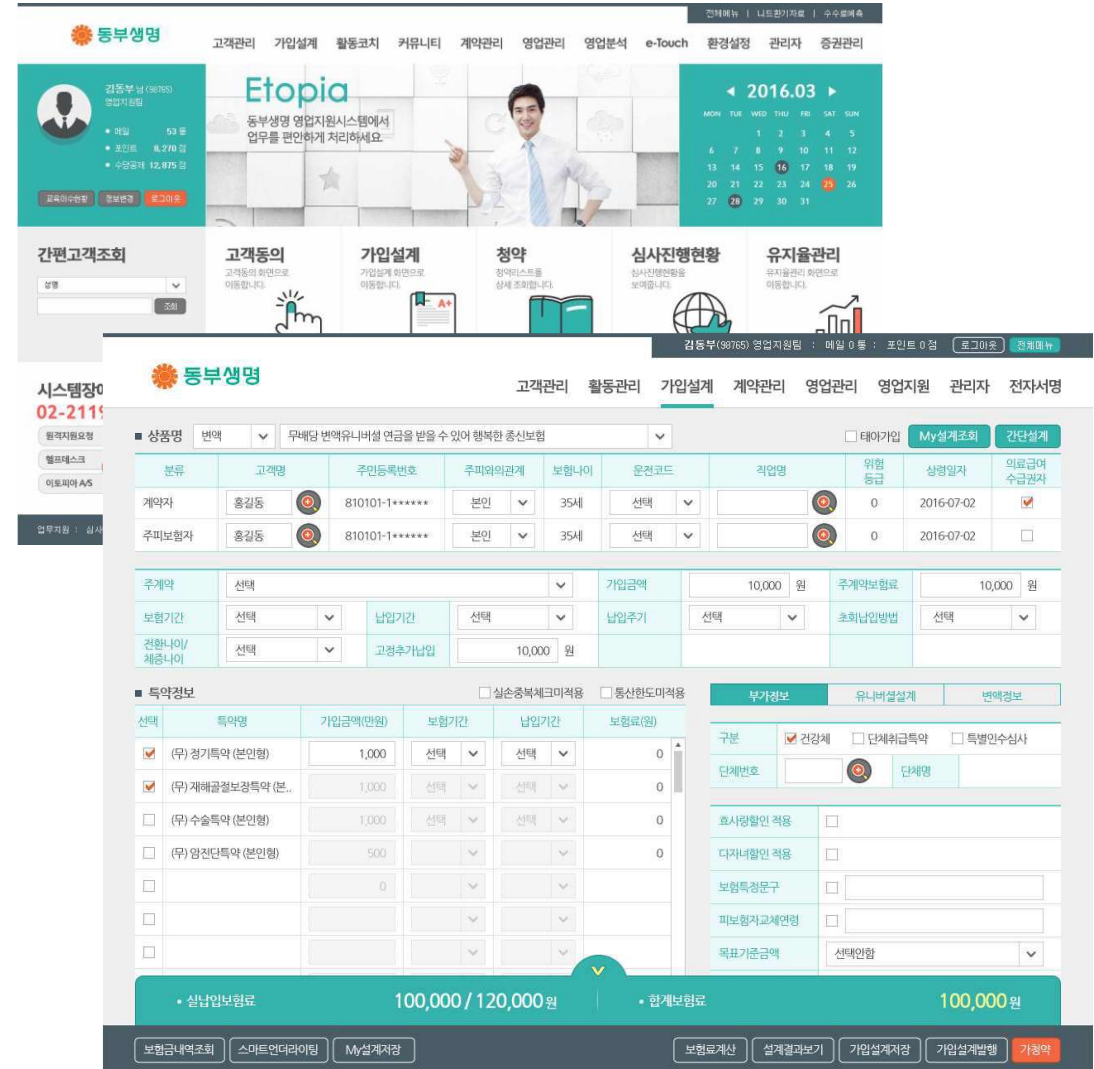 전체메뉴 | 니드환기자료 | 수수료예측
동부생명
고객관리 가입설계 활동코치 커뮤니티 계약관리 영업관리 영업분석 e-Touch 환경설정 관리자 증권관리
김동부 님 (98765)
영업지원팀
• 메일 53 통
• 포인트 8,270 점
• 수당공제 12,875 점
교육이수현황 정보변경 로그아웃
Etopia
동부생명 영업지원시스템에서
업무를 편안하게 처리하세요.
◀ 2016.03 ▶
MON TUE WED THU FRI SAT SUN
1 2 3 4 5
6 7 8 9 10 11 12
13 14 15 16 17 18 19
20 21 22 23 24 25 26
27 28 29 30 31
간편고객조회
성명
조회
고객동의
고객동의 화면으로
이동합니다.
가입설계
가입설계 화면으로
이동합니다.
A+
청약
청약리스트를
상세 조회합니다.
심사진행현황
심사진행현황을
보여줍니다.
유지율관리
유지율관리 화면으로
이동합니다.
시스템장애
02-2119
원격지원요청
헬프데스크
이토피아 A/S
업무지원 : 심사
김동부(98765) 영업지원팀 : 메일 0 통 : 포인트 0 점 로그아웃 전체메뉴
동부생명
고객관리 활동관리 가입설계 계약관리 영업관리 영업지원 관리자 전자서명
■ 상품명 변액 무배당 변액유니버셜 연금을 받을 수 있어 행복한 종신보험 태아가입 My설계조회 간단설계
분류 고객명 주민등록번호 주피와의관계 보험나이 운전코드 직업명 위험등급 상령일자 의료급여수급권자
계약자 홍길동 810101-1****** 본인 35세 선택 0 2016-07-02
주피보험자 홍길동 810101-1****** 본인 35세 선택 0 2016-07-02
주계약 선택 가입금액 10,000 원 주계약보험료 10,000 원
보험기간 선택 납입기간 선택 납입주기 선택 초회납입방법 선택
전환나이/
체증나이 선택 고정추가납입 10,000 원
■ 특약정보 실손중복체크미적용 통산한도미적용
선택 특약명 가입금액(만원) 보험기간 납입기간 보험료(원)
(무) 정기특약 (본인형) 1,000 선택 선택 0
(무) 재해골절보장특약 (본.. 1,000 선택 선택 0
(무) 수술특약 (본인형) 1,000 선택 선택 0
(무) 암진단특약 (본인형) 500 0
0
부가정보 유니버셜설계 변액정보
구분 건강체 단체취급특약 특별인수심사
단체번호 단체명
효사랑할인 적용
다자녀할인 적용
보험특정문구
피보험자교체연령
목표기준금액 선택안함
• 실납입보험료 100,000 / 120,000 원 • 합계보험료 100,000 원
보험금내역조회 스마트언더라이팅 My설계저장 보험료계산 설계결과보기 가입설계저장 가입설계발행 가청약